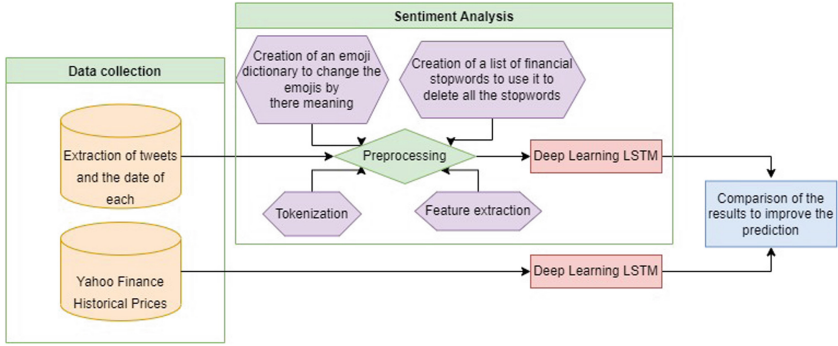 Sentiment Analysis
Data collection
Creation of an emoji
dictionary to change the
emojis by
there meaning
Creation of a list of financial
stopwords to use it to
delete all the stopwords
Extraction of tweets
and the date of
each
Preprocessing
Deep Learning LSTM
Tokenization
Feature extraction
Comparison of the
results to improve the
prediction
Yahoo Finance
Historical Prices
Deep Learning LSTM